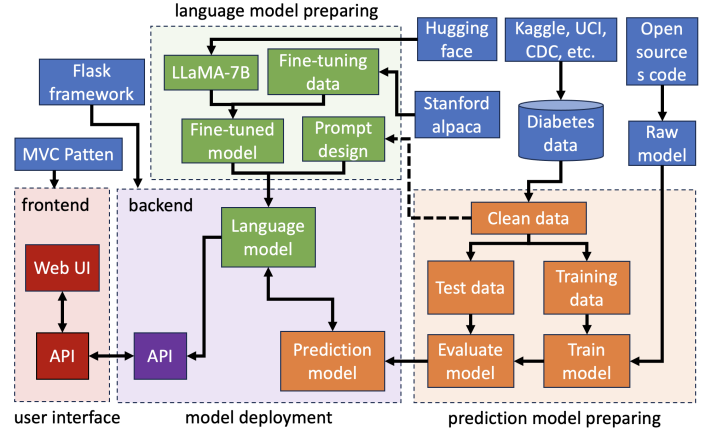 language model preparing
Hugging
face
Kaggle, UCI,
CDC, etc.
Open
source
s code
LLaMA-7B
Fine-tuning
data
Flask
framework
Stanford
alpaca
Diabetes
data
Raw
model
Fine-tuned
model
Prompt
design
MVC Patten
frontend
backend
Language
model
Clean data
Web UI
Test data
Training
data
API
API
Prediction
model
Evaluate
model
Train
model
user interface
model deployment
prediction model preparing